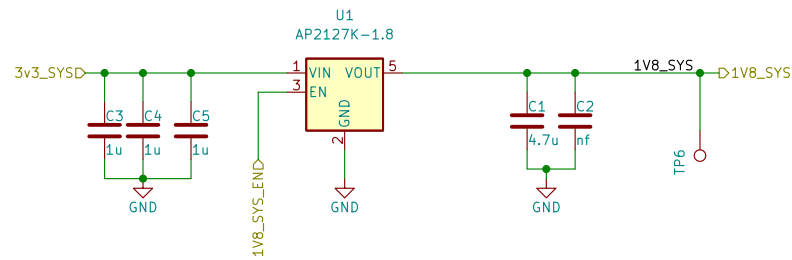 U1
AP2127K-1.8
3v3_SYS
1
VIN
VOUT
5
1V8_SYS
1V8_SYS
3
EN
GND
2
C3
C4
C5
1u
1u
1u
C1
C2
4.7u
nf
TP6
1V8_SYS_EN
GND
GND
GND